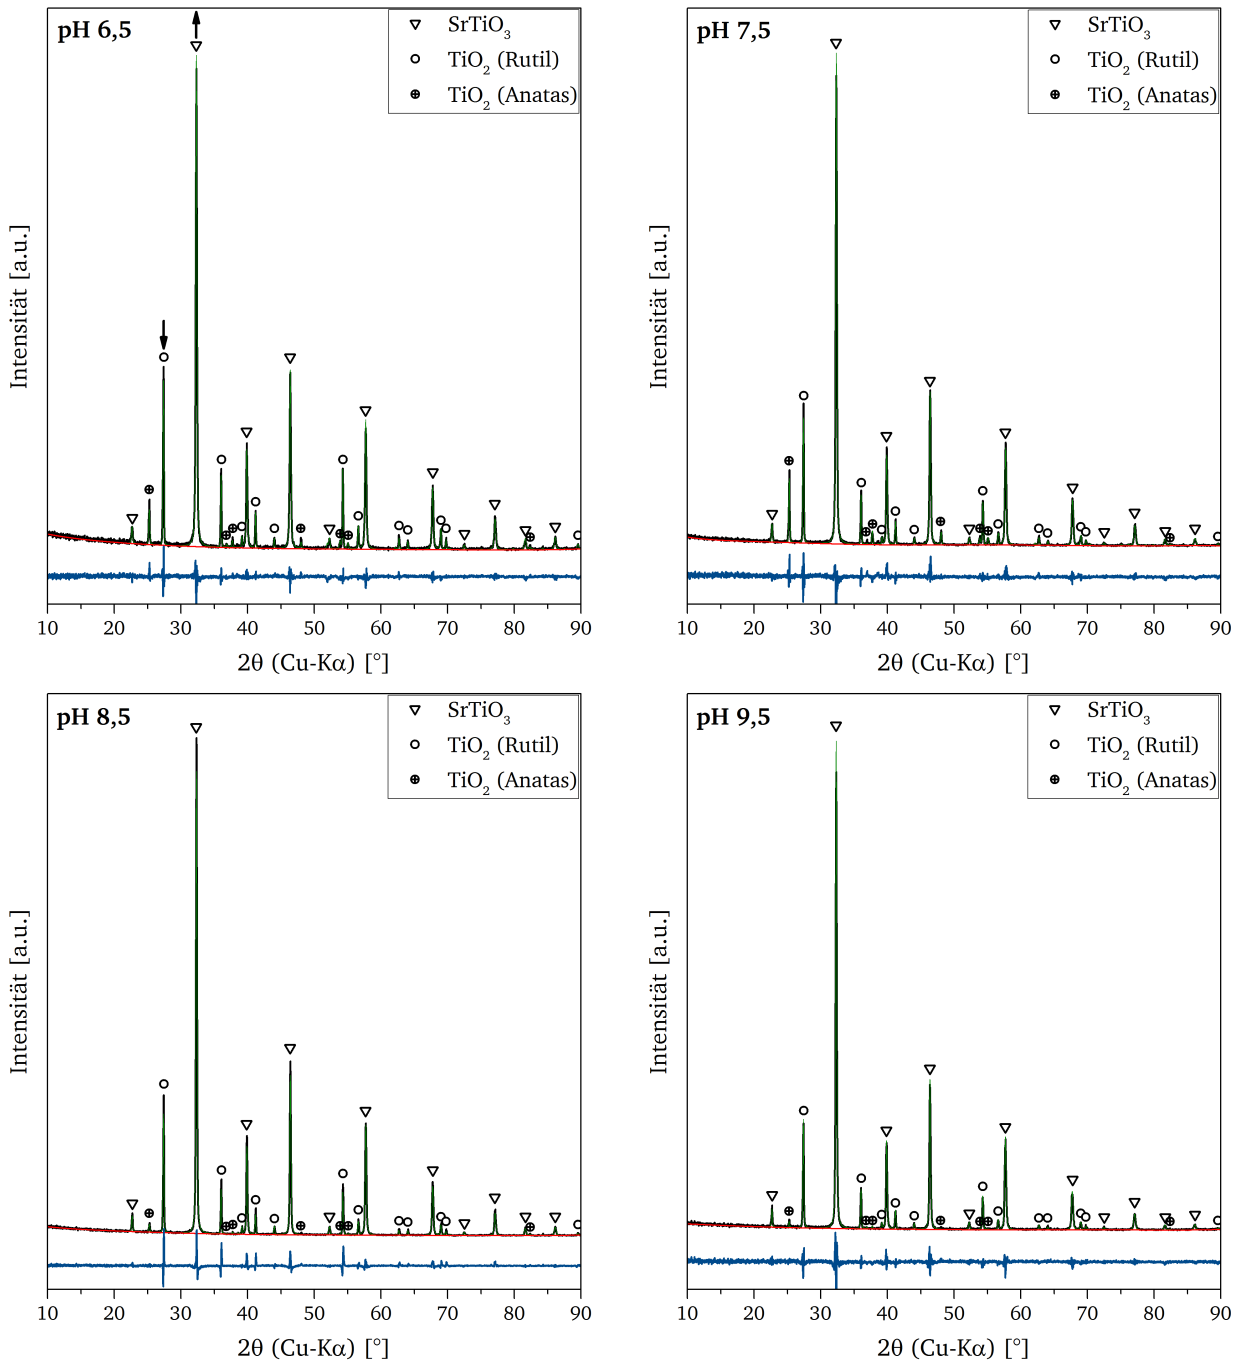 pH 6,5
SrTiO₃
TiO₂ (Rutil)
TiO₂ (Anatas)
Intensität [a.u.]
10 20 30 40 50 60 70 80 90
2θ (Cu-Kα) [°]
pH 7,5
SrTiO₃
TiO₂ (Rutil)
TiO₂ (Anatas)
Intensität [a.u.]
10 20 30 40 50 60 70 80 90
2θ (Cu-Kα) [°]
pH 8,5
SrTiO₃
TiO₂ (Rutil)
TiO₂ (Anatas)
Intensität [a.u.]
10 20 30 40 50 60 70 80 90
2θ (Cu-Kα) [°]
pH 9,5
SrTiO₃
TiO₂ (Rutil)
TiO₂ (Anatas)
Intensität [a.u.]
10 20 30 40 50 60 70 80 90
2θ (Cu-Kα) [°]